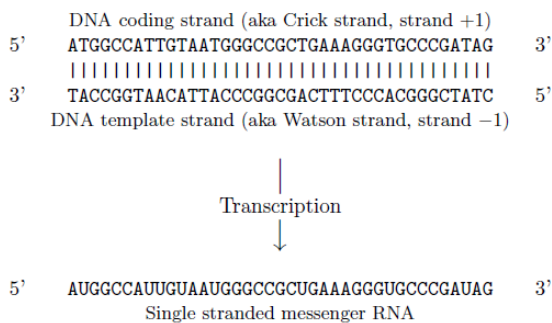 DNA coding strand (aka Crick strand, strand +1)
5’ ATGGCCATTGTAATGGGCCGCTGAAAGGGTGCCCGATAG 3’
|||||||||||||||||||||||||||||||||||||||
3’ TACCGGTAACATTACCCGGCGACTTTCCCACGGGCTATC 5’
DNA template strand (aka Watson strand, strand −1)
Transcription
5’ AUGGCCAUUGUAAUGGGCCGCUGAAAGGGUGCCCGAUAG 3’
Single stranded messenger RNA